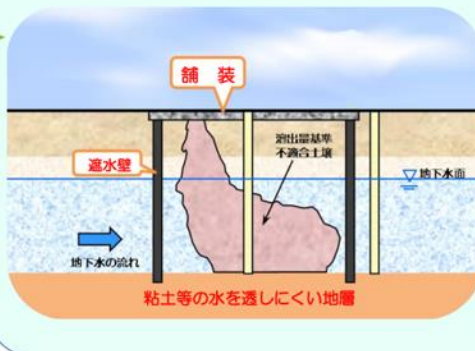 舗 装
溶出量基準
不適合土壌
遮水壁
地下水面
地下水の流れ
粘土等の水を透しにくい地層